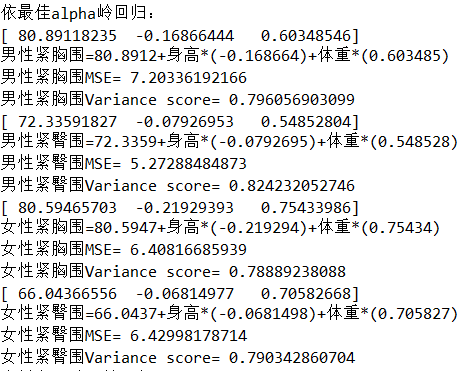 依最佳alpha岭回归：
[ 80.89118235  -0.16866444   0.60348546]
男性紧胸围=80.8912+身高*(-0.168664)+体重*(0.603485)
男性紧胸围MSE= 7.20336192166
男性紧胸围Variance score= 0.796056903099
[ 72.33591827  -0.07926953   0.54852804]
男性紧臀围=72.3359+身高*(-0.0792695)+体重*(0.548528)
男性紧臀围MSE= 5.27288484873
男性紧臀围Variance score= 0.824232052746
[ 80.59465703  -0.21929393   0.75433986]
女性紧胸围=80.5947+身高*(-0.219294)+体重*(0.75434)
女性紧胸围MSE= 6.40816685939
女性紧胸围Variance score= 0.78889238088
[ 66.04366556  -0.06814977   0.70582668]
女性紧臀围=66.0437+身高*(-0.0681498)+体重*(0.705827)
女性紧臀围MSE= 6.42998178714
女性紧臀围Variance score= 0.790342860704